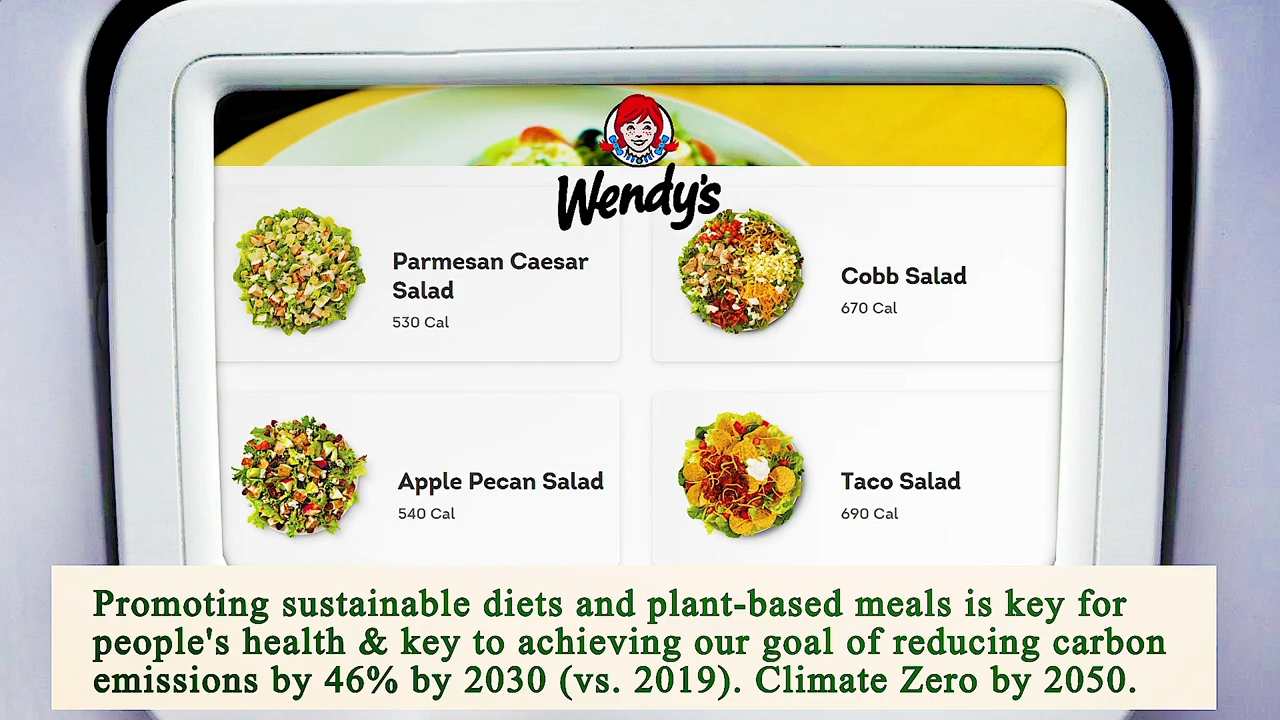 Wendy's
Parmesan Caesar
Salad
530 Cal
Cobb Salad
670 Cal
Apple Pecan Salad
540 Cal
Taco Salad
690 Cal
Promoting sustainable diets and plant-based meals is key for
people's health & key to achieving our goal of reducing carbon
emissions by 46% by 2030 (vs. 2019). Climate Zero by 2050.